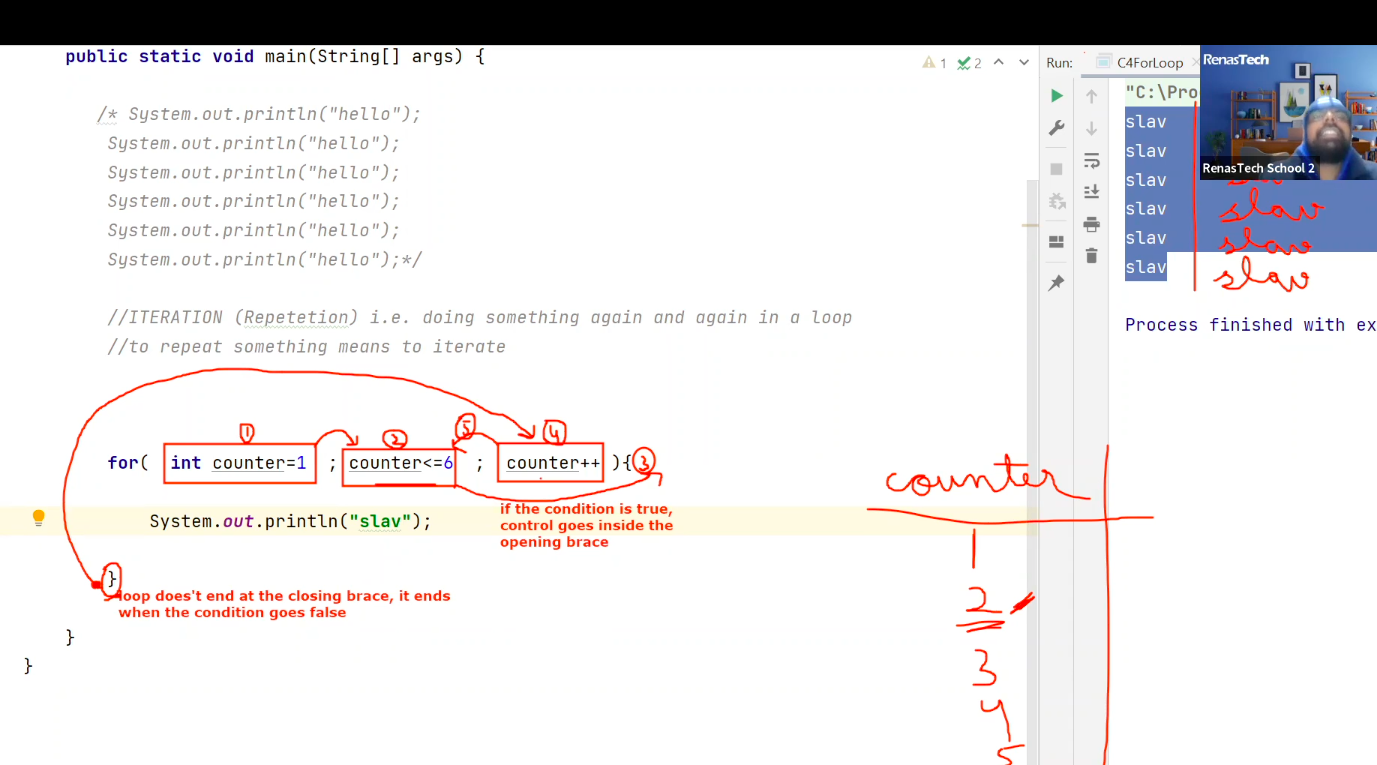 public static void main(String[] args) {
1 2
Run: C4ForLoop
RenasTech
/* System.out.println("hello");
System.out.println("hello");
System.out.println("hello");
System.out.println("hello");
System.out.println("hello");
System.out.println("hello");*/
//ITERATION (Repetetion) i.e. doing something again and again in a loop
//to repeat something means to iterate
1 2 5 4
for( int counter=1 ; counter<=6 ; counter++ ){ 3
if the condition is true,
control goes inside the
opening brace
System.out.println("slav");
}
loop does't end at the closing brace, it ends
when the condition goes false
}
}
"C:\Pro
slav
slav
slav
slav
slav
slav
RenasTech School 2
slav
slav
slav
Process finished with ex
counter
1
2
3
4
5